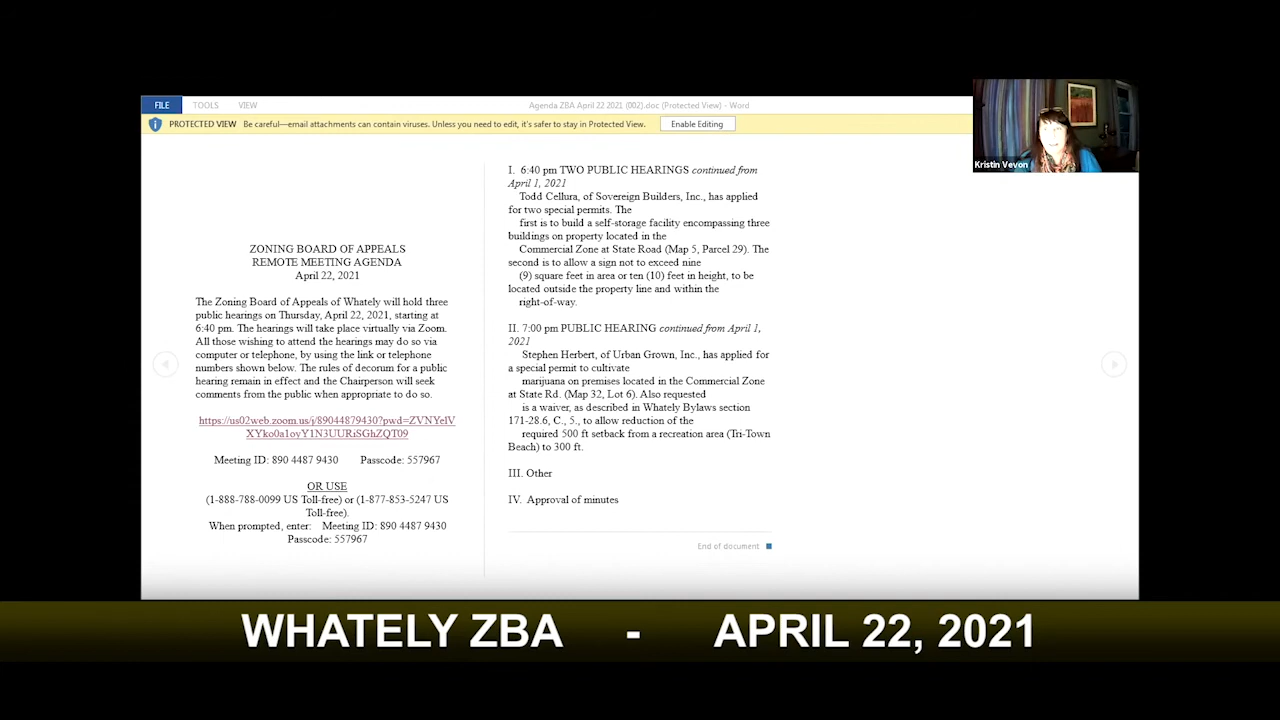 FILE TOOLS VIEW Agenda ZBA April 22 2021 (002).doc (Protected View) - Word
PROTECTED VIEW Be careful—email attachments can contain viruses. Unless you need to edit, it's safer to stay in Protected View. Enable Editing
Kristin Vevon
ZONING BOARD OF APPEALS
REMOTE MEETING AGENDA
April 22, 2021
The Zoning Board of Appeals of Whately will hold three
public hearings on Thursday, April 22, 2021, starting at
6:40 pm. The hearings will take place virtually via Zoom.
All those wishing to attend the hearings may do so via
computer or telephone, by using the link or telephone
numbers shown below. The rules of decorum for a public
hearing remain in effect and the Chairperson will seek
comments from the public when appropriate to do so.
https://us02web.zoom.us/j/89044879430?pwd=ZVNYelV
XYko0a1oyY1N3UURiSGhZQT09
Meeting ID: 890 4487 9430 Passcode: 557967
OR USE
(1-888-788-0099 US Toll-free) or (1-877-853-5247 US
Toll-free).
When prompted, enter: Meeting ID: 890 4487 9430
Passcode: 557967
I. 6:40 pm TWO PUBLIC HEARINGS continued from
April 1, 2021
Todd Cellura, of Sovereign Builders, Inc., has applied
for two special permits. The
first is to build a self-storage facility encompassing three
buildings on property located in the
Commercial Zone at State Road (Map 5, Parcel 29). The
second is to allow a sign not to exceed nine
(9) square feet in area or ten (10) feet in height, to be
located outside the property line and within the
right-of-way.
II. 7:00 pm PUBLIC HEARING continued from April 1,
2021
Stephen Herbert, of Urban Grown, Inc., has applied for
a special permit to cultivate
marijuana on premises located in the Commercial Zone
at State Rd. (Map 32, Lot 6). Also requested
is a waiver, as described in Whately Bylaws section
171-28.6, C., 5., to allow reduction of the
required 500 ft setback from a recreation area (Tri-Town
Beach) to 300 ft.
III. Other
IV. Approval of minutes
End of document
WHATELY ZBA - APRIL 22, 2021